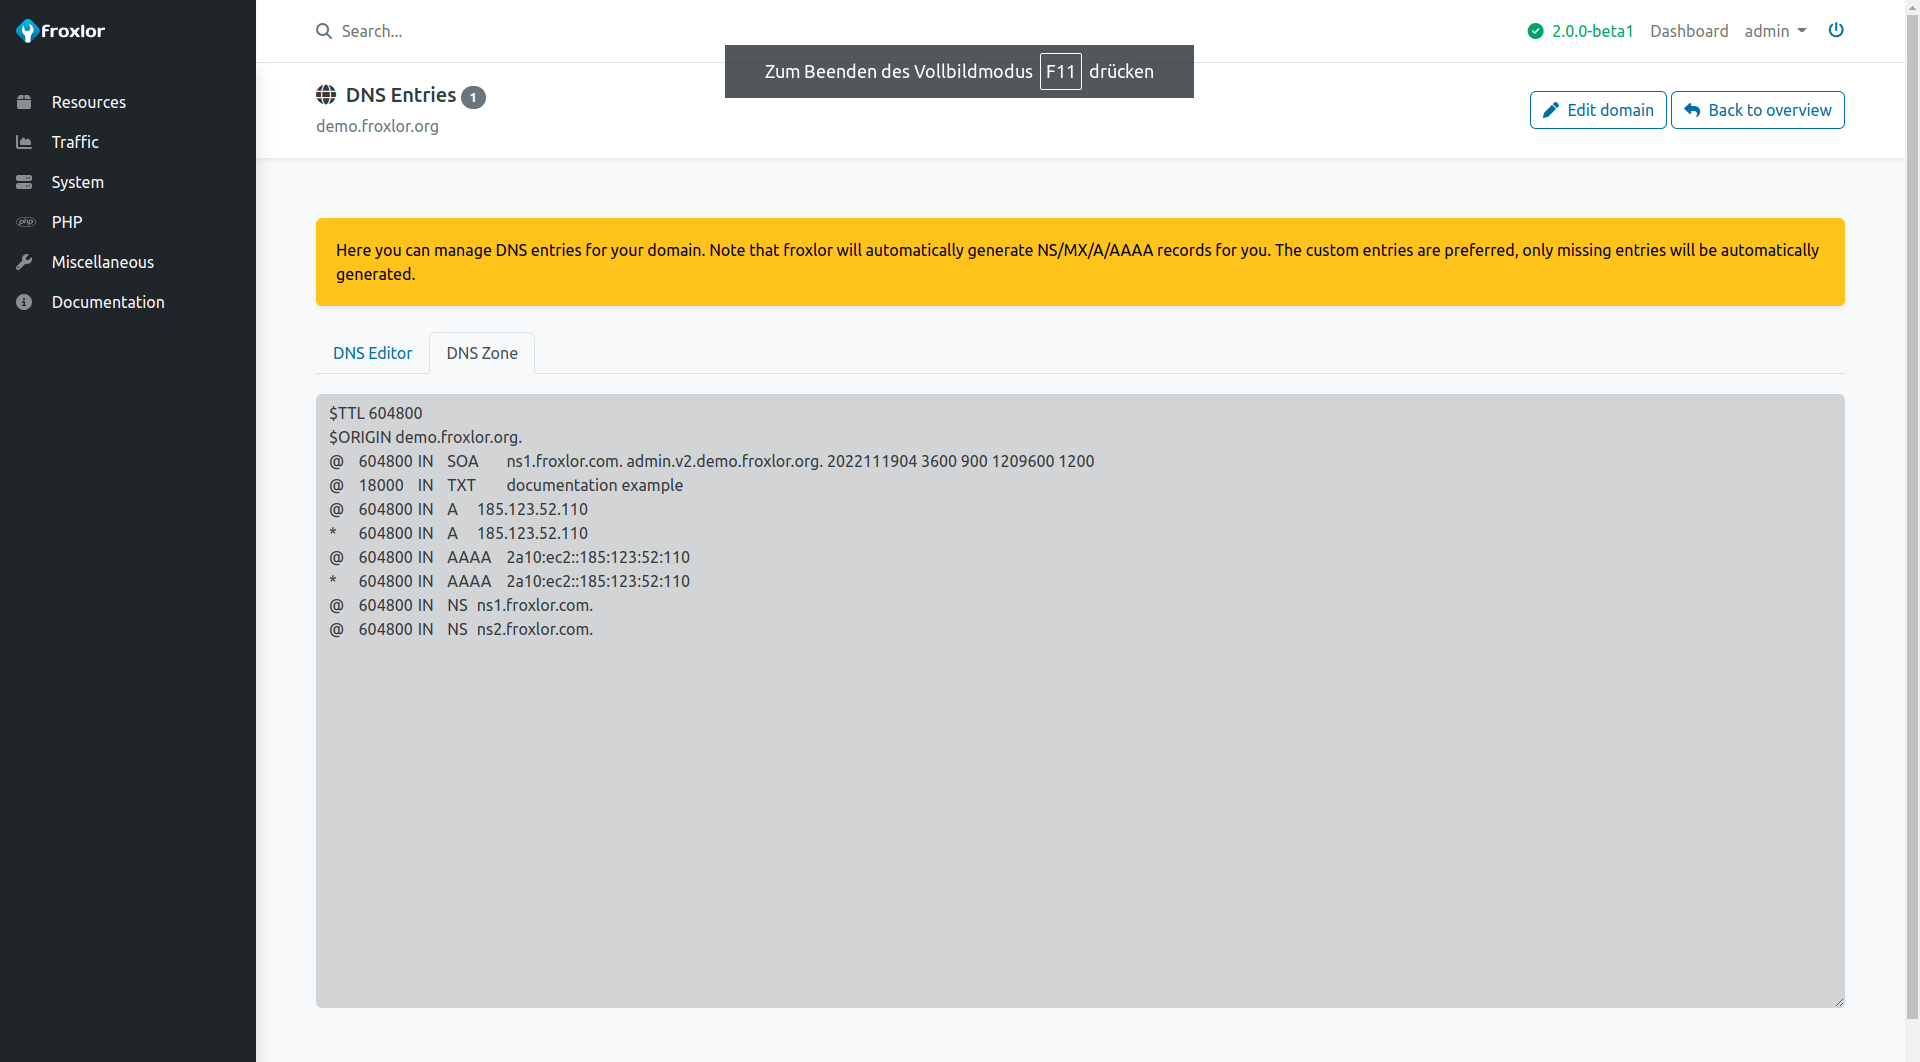 froxlor
Search...
2.0.0-beta1 Dashboard admin
Zum Beenden des Vollbildmodus F11 drücken
DNS Entries 1
demo.froxlor.org
Edit domain
Back to overview
Resources
Traffic
System
php PHP
Miscellaneous
Documentation
Here you can manage DNS entries for your domain. Note that froxlor will automatically generate NS/MX/A/AAAA records for you. The custom entries are preferred, only missing entries will be automatically
generated.
DNS Editor DNS Zone
$TTL 604800
$ORIGIN demo.froxlor.org.
@ 604800 IN SOA ns1.froxlor.com. admin.v2.demo.froxlor.org. 2022111904 3600 900 1209600 1200
@ 18000 IN TXT documentation example
@ 604800 IN A 185.123.52.110
* 604800 IN A 185.123.52.110
@ 604800 IN AAAA 2a10:ec2::185:123:52:110
* 604800 IN AAAA 2a10:ec2::185:123:52:110
@ 604800 IN NS ns1.froxlor.com.
@ 604800 IN NS ns2.froxlor.com.